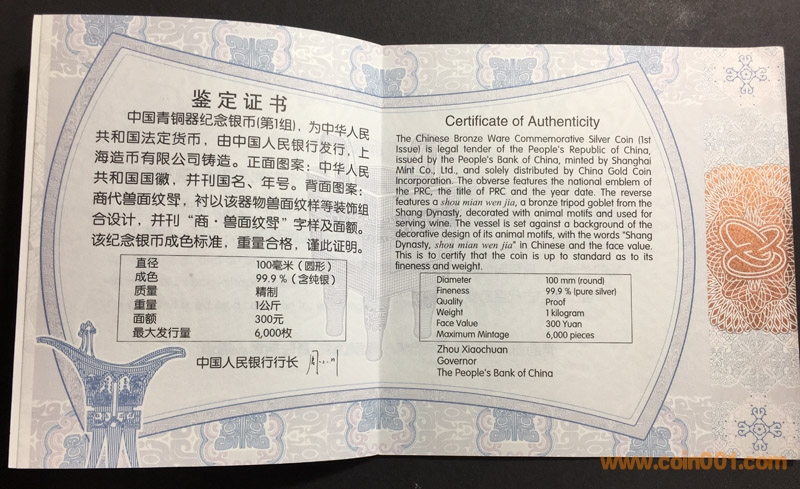 鉴定证书
中国青铜器纪念银币(第1组)，为中华人民
共和国法定货币，由中国人民银行发行，上
海造币有限公司铸造。正面图案：中华人民
共和国国徽，并刊国名、年号。背面图案：
商代兽面纹斝，衬以该器物兽面纹样等装饰组
合设计，并刊“商·兽面纹斝”字样及面额。
该纪念银币成色标准，重量合格，谨此证明。
直径 100毫米（圆形）
成色 99.9%（含纯银）
质量 精制
重量 1公斤
面额 300元
最大发行量 6,000枚
中国人民银行行长
Certificate of Authenticity
The Chinese Bronze Ware Commemorative Silver Coin (1st
Issue) is legal tender of the People's Republic of China,
issued by the People's Bank of China, minted by Shanghai
Mint Co., Ltd., and solely distributed by China Gold Coin
Incorporation. The obverse features the national emblem of
the PRC, the title of PRC and the year date. The reverse
features a shou mian wen jia, a bronze tripod goblet from the
Shang Dynasty, decorated with animal motifs and used for
serving wine. The vessel is set against a background of the
decorative design of its animal motifs, with the words "Shang
Dynasty, shou mian wen jia" in Chinese and the face value.
This is to certify that the coin is up to standard as to its
fineness and weight.
Diameter 100 mm (round)
Fineness 99.9 % (pure silver)
Quality Proof
Weight 1 kilogram
Face Value 300 Yuan
Maximum Mintage 6,000 pieces
Zhou Xiaochuan
Governor
The People's Bank of China
www.coin001.com